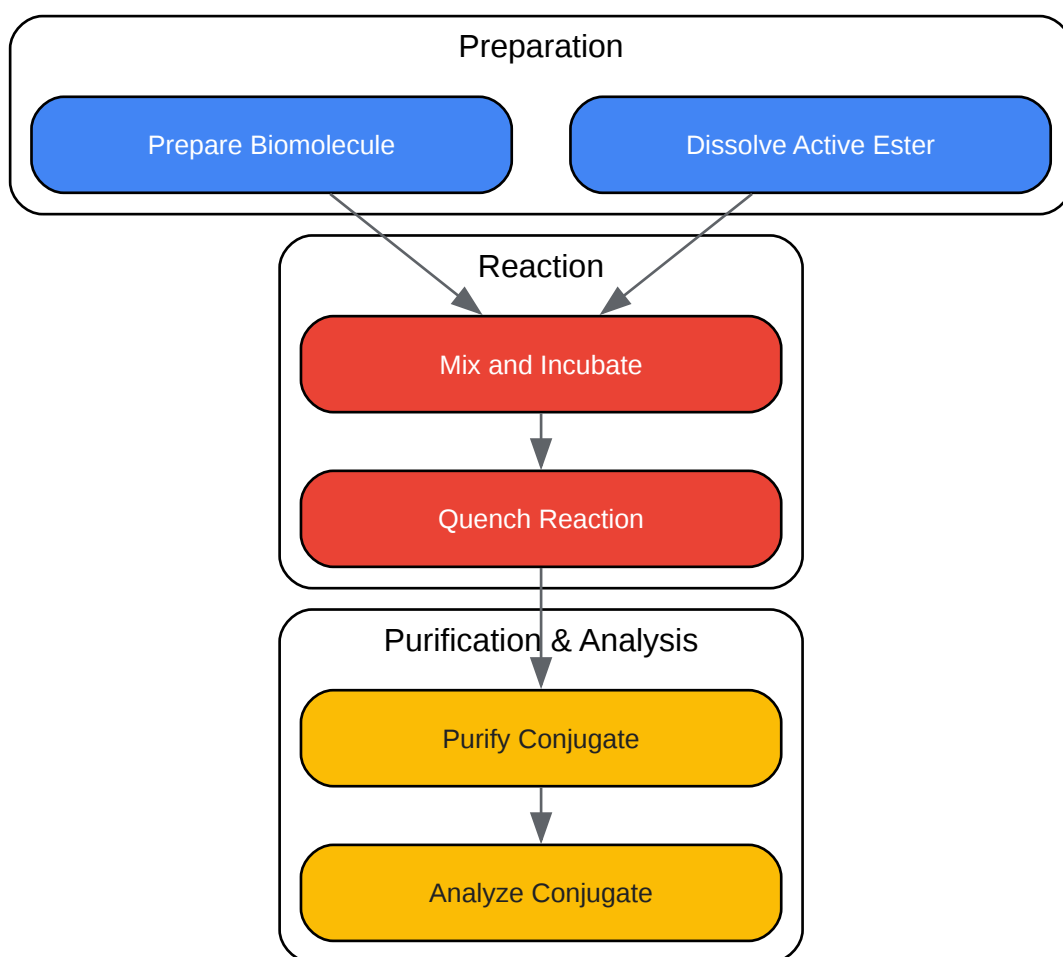 Preparation
Prepare Biomolecule
Dissolve Active Ester
Reaction
Mix and Incubate
Quench Reaction
Purification & Analysis
Purify Conjugate
Analyze Conjugate